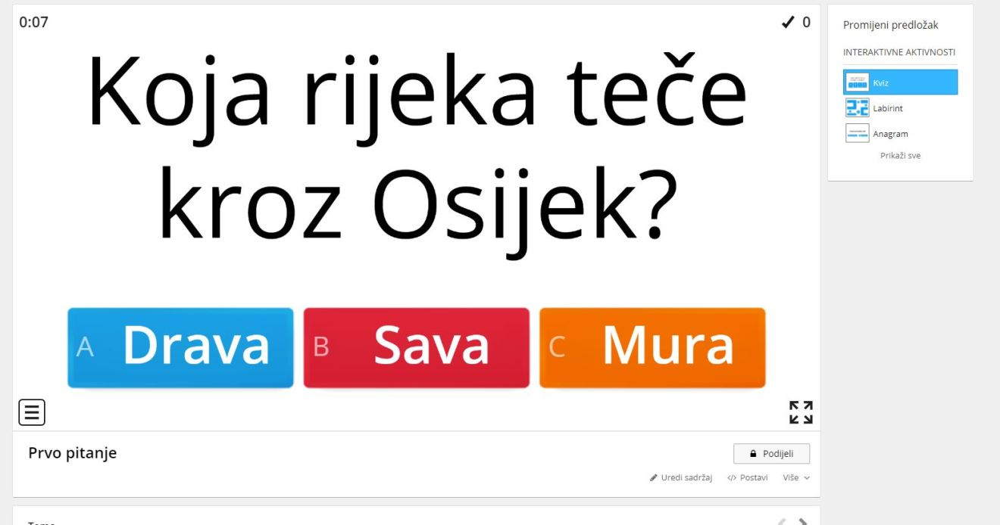 0:07
0
Koja rijeka teče
kroz Osijek?
A Drava
B Sava
C Mura
Prvo pitanje
Podijeli
Uredi sadržaj
Postavi
Više
Promijeni predložak
INTERAKTIVNE AKTIVNOSTI
Kviz
Labirint
Anagram
Prikaži sve